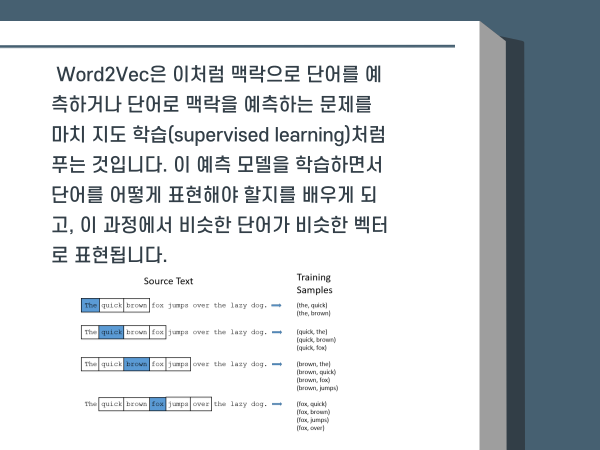 Word2Vec은 이처럼 맥락으로 단어를 예
측하거나 단어로 맥락을 예측하는 문제를
마치 지도 학습(supervised learning)처럼
푸는 것입니다. 이 예측 모델을 학습하면서
단어를 어떻게 표현해야 할지를 배우게 되
고, 이 과정에서 비슷한 단어가 비슷한 벡터
로 표현됩니다.
Source Text
Training
Samples
The quick brown fox jumps over the lazy dog.
(the, quick)
(the, brown)
The quick brown fox jumps over the lazy dog.
(quick, the)
(quick, brown)
(quick, fox)
The quick brown fox jumps over the lazy dog.
(brown, the)
(brown, quick)
(brown, fox)
(brown, jumps)
The quick brown fox jumps over the lazy dog.
(fox, quick)
(fox, brown)
(fox, jumps)
(fox, over)